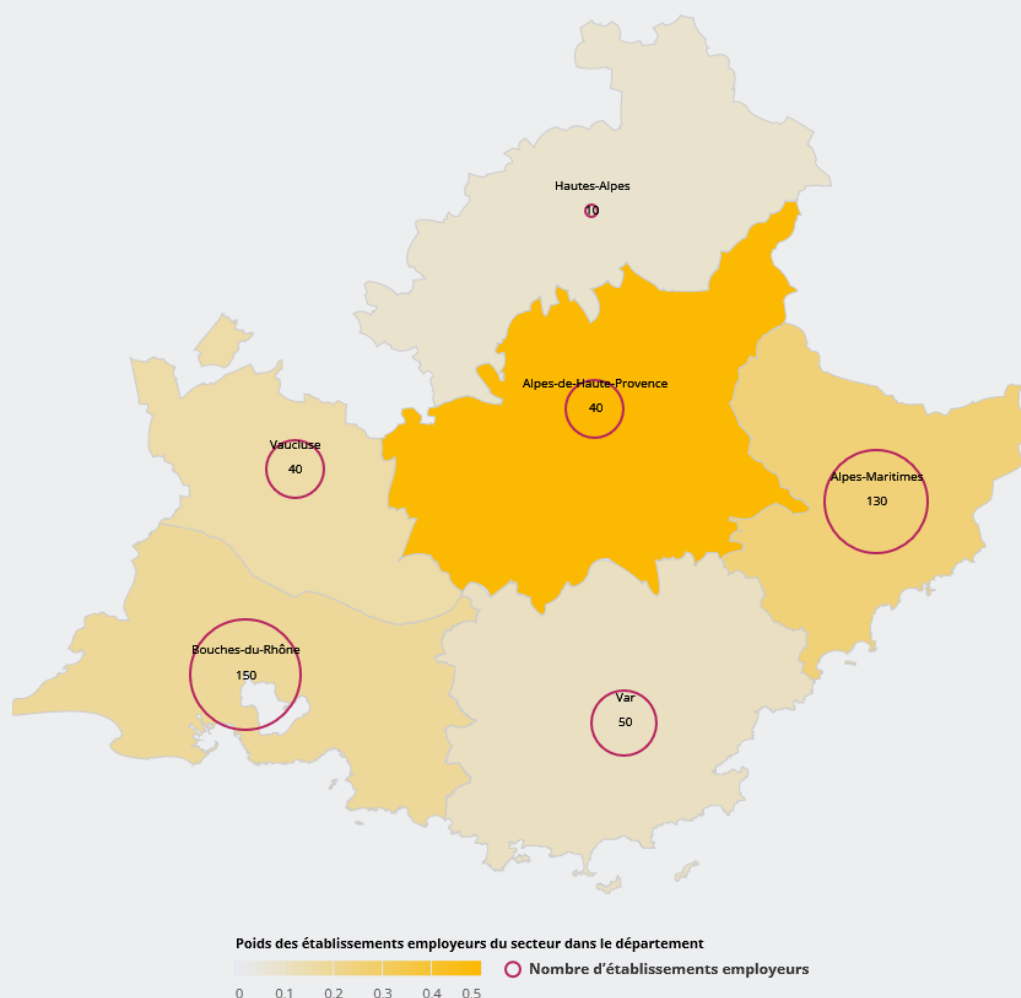 Hautes-Alpes
10
Alpes-de-Haute-Provence
40
Vaucluse
40
Alpes-Maritimes
130
Bouches-du-Rhône
150
Var
50
Poids des établissements employeurs du secteur dans le département
0 0.1 0.2 0.3 0.4 0.5
Nombre d'établissements employeurs